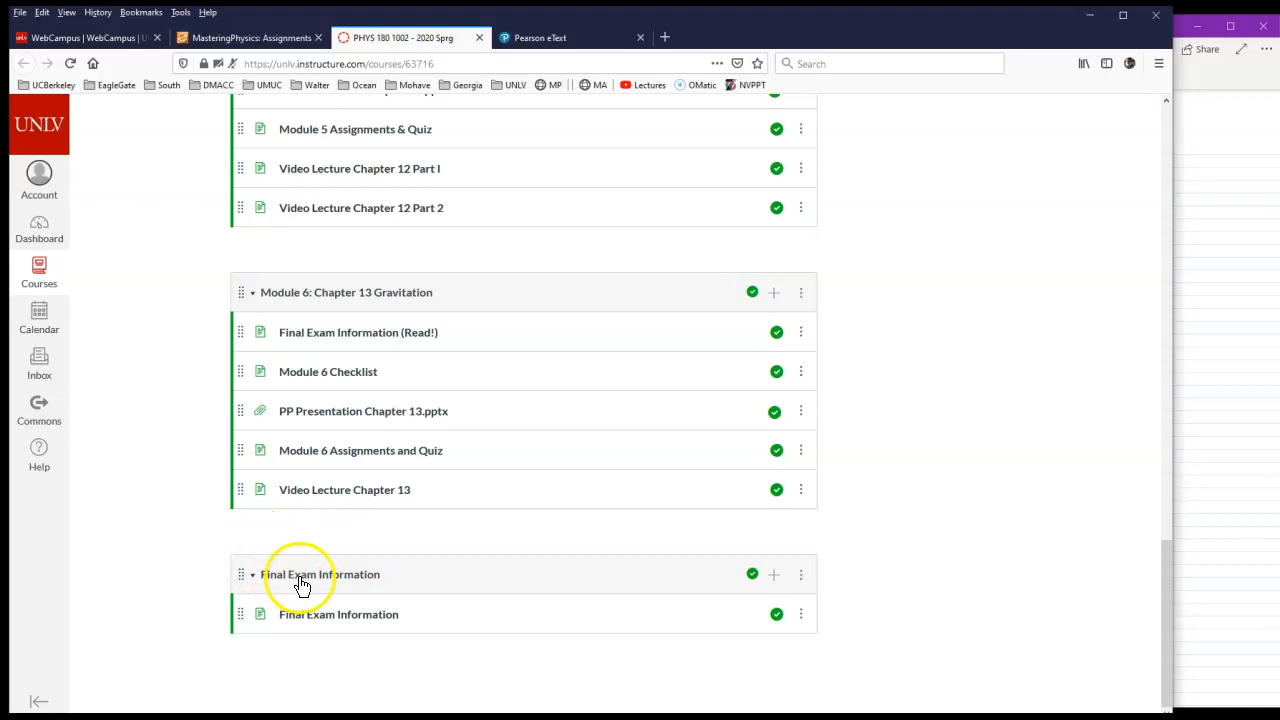 File Edit View History Bookmarks Tools Help
WebCampus | WebCampus | U
MasteringPhysics: Assignments
PHYS 180 1002 - 2020 Sprg
Pearson eText
https://unlv.instructure.com/courses/63716
Search
Share
UCBerkeley EagleGate South DMACC UMUC Walter Ocean Mohave Georgia UNLV MP MA Lectures OMatic NVPPT
UNLV
Account
Dashboard
Courses
Calendar
Inbox
Commons
Help
Module 5 Assignments & Quiz
Video Lecture Chapter 12 Part I
Video Lecture Chapter 12 Part 2
Module 6: Chapter 13 Gravitation
Final Exam Information (Read!)
Module 6 Checklist
PP Presentation Chapter 13.pptx
Module 6 Assignments and Quiz
Video Lecture Chapter 13
Final Exam Information
Final Exam Information